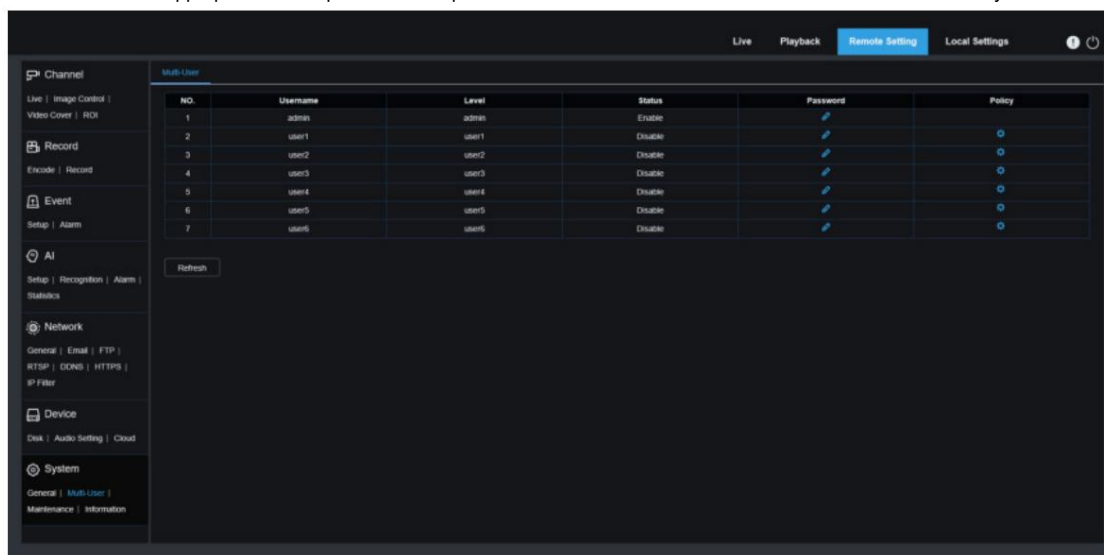 Live Playback Remote Setting Local Settings
Channel
Live | Image Control |
Video Cover | ROI
Record
Encode | Record
Event
Setup | Alarm
AI
Setup | Recognition | Alarm |
Statistics
Network
General | Email | FTP |
RTSP | DDNS | HTTPS |
IP Filter
Device
Disk | Audio Setting | Cloud
System
General | Multi-User |
Maintenance | Information
Multi-User
NO. Username Level Status Password Policy
1 admin admin Enable
2 user1 user1 Disable
3 user2 user2 Disable
4 user3 user3 Disable
5 user4 user4 Disable
6 user5 user5 Disable
7 user6 user6 Disable
Refresh